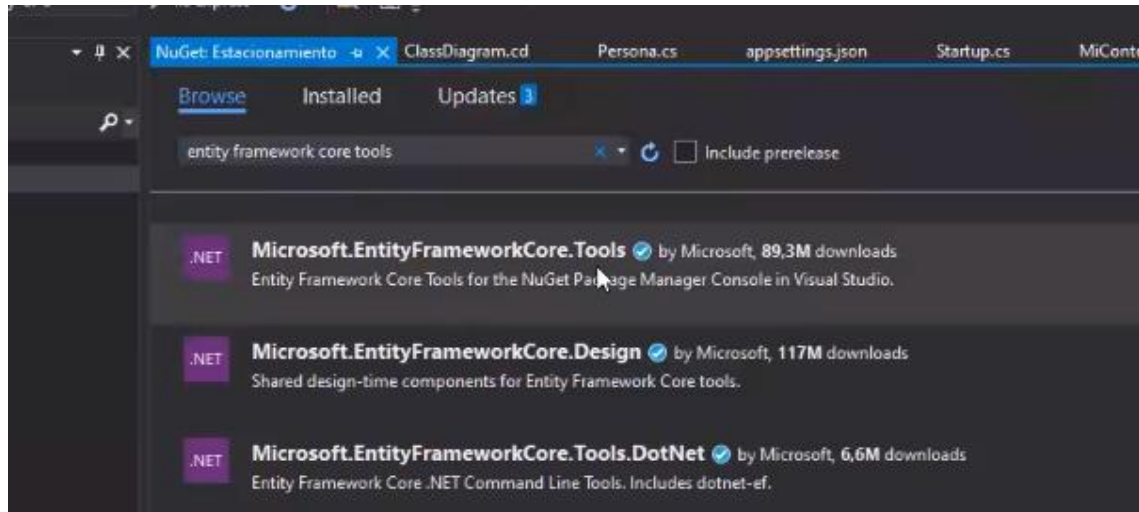 NuGet: Estacionamiento
ClassDiagram.cd
Persona.cs
appsettings.json
Startup.cs
Browse
Installed
Updates 3
entity framework core tools
Include prerelease
.NET
Microsoft.EntityFrameworkCore.Tools by Microsoft, 89,3M downloads
Entity Framework Core Tools for the NuGet Package Manager Console in Visual Studio.
.NET
Microsoft.EntityFrameworkCore.Design by Microsoft, 117M downloads
Shared design-time components for Entity Framework Core tools.
.NET
Microsoft.EntityFrameworkCore.Tools.DotNet by Microsoft, 6,6M downloads
Entity Framework Core .NET Command Line Tools. Includes dotnet-ef.